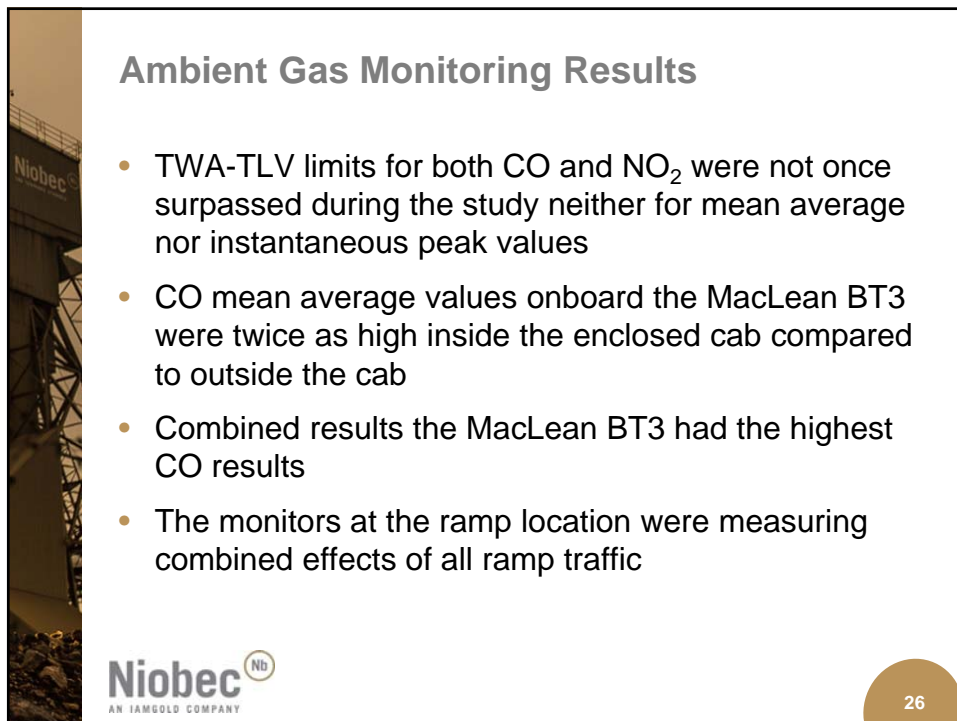 Ambient Gas Monitoring Results
• TWA-TLV limits for both CO and NO₂ were not once
surpassed during the study neither for mean average
nor instantaneous peak values
• CO mean average values onboard the MacLean BT3
were twice as high inside the enclosed cab compared
to outside the cab
• Combined results the MacLean BT3 had the highest
CO results
• The monitors at the ramp location were measuring
combined effects of all ramp traffic
Niobec
Niobec Nb
AN IAMGOLD COMPANY
26